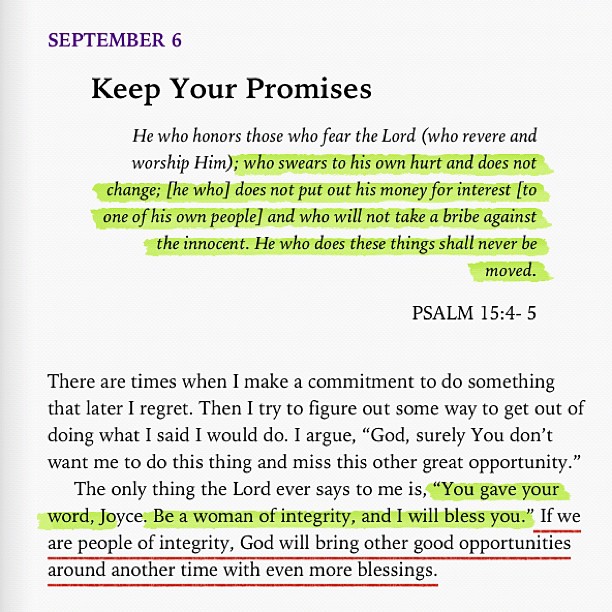 SEPTEMBER 6
Keep Your Promises
He who honors those who fear the Lord (who revere and
worship Him); who swears to his own hurt and does not
change; [he who] does not put out his money for interest [to
one of his own people] and who will not take a bribe against
the innocent. He who does these things shall never be
moved.
PSALM 15:4- 5
There are times when I make a commitment to do something
that later I regret. Then I try to figure out some way to get out of
doing what I said I would do. I argue, “God, surely You don’t
want me to do this thing and miss this other great opportunity.”
The only thing the Lord ever says to me is, “You gave your
word, Joyce. Be a woman of integrity, and I will bless you.” If we
are people of integrity, God will bring other good opportunities
around another time with even more blessings.